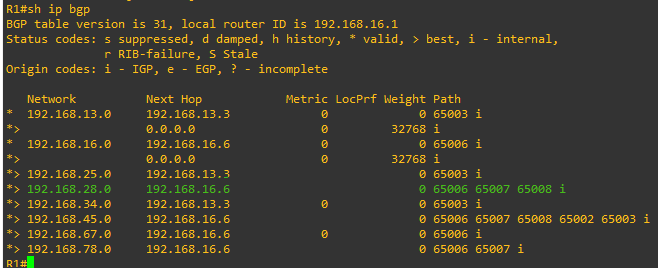 R1#sh ip bgp
BGP table version is 31, local router ID is 192.168.16.1
Status codes: s suppressed, d damped, h history, * valid, > best, i - internal,
              r RIB-failure, S Stale
Origin codes: i - IGP, e - EGP, ? - incomplete

   Network          Next Hop            Metric LocPrf Weight Path
*  192.168.13.0     192.168.13.3             0             0 65003 i
*>                  0.0.0.0                  0         32768 i
*  192.168.16.0     192.168.16.6             0             0 65006 i
*>                  0.0.0.0                  0         32768 i
*> 192.168.25.0     192.168.13.3                           0 65003 i
*> 192.168.28.0     192.168.16.6                           0 65006 65007 65008 i
*> 192.168.34.0     192.168.13.3             0             0 65003 i
*> 192.168.45.0     192.168.16.6                           0 65006 65007 65008 65002 65003 i
*> 192.168.67.0     192.168.16.6             0             0 65006 i
*> 192.168.78.0     192.168.16.6                           0 65006 65007 i
R1#